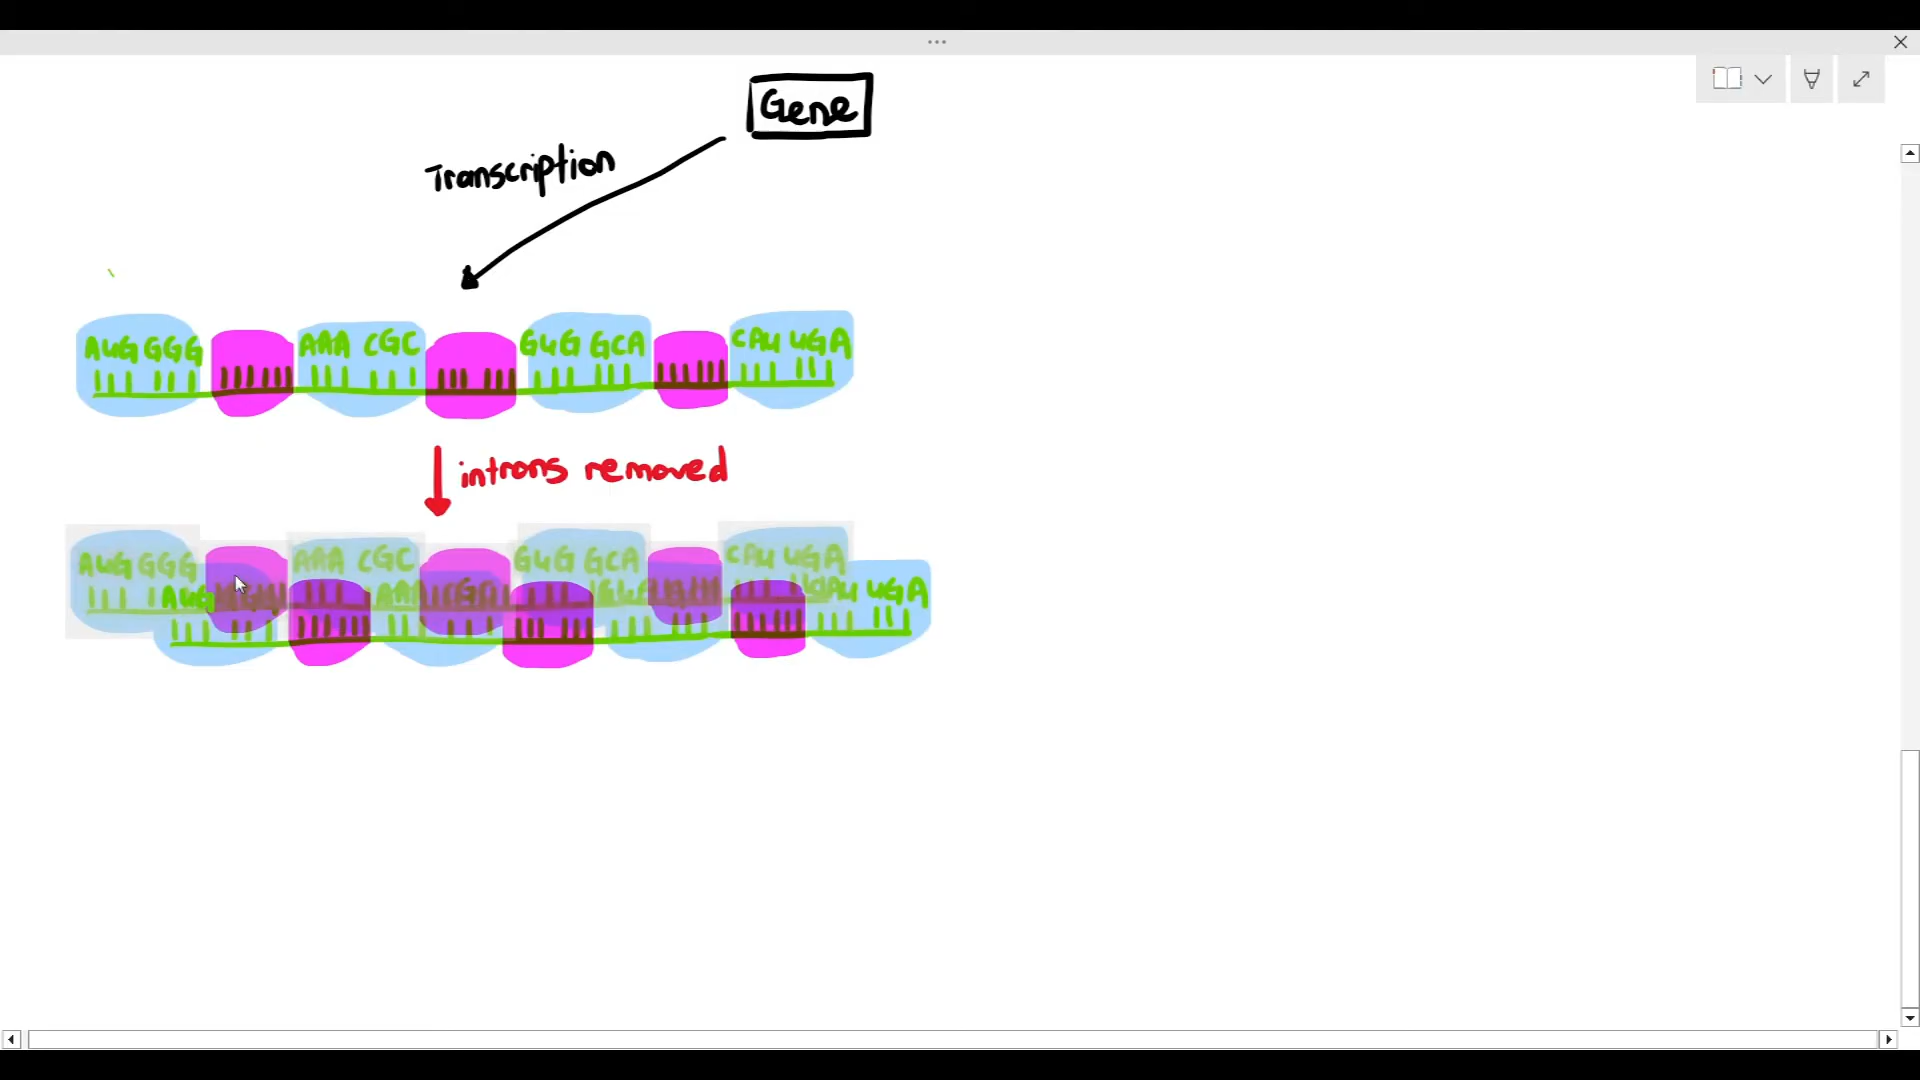 Gene
Transcription
AUG GGG AAA CGC GUG GCA CAU UGA
introns removed
AUG GGG AAA CGC GUG GCA CAU UGA
AUG UGA